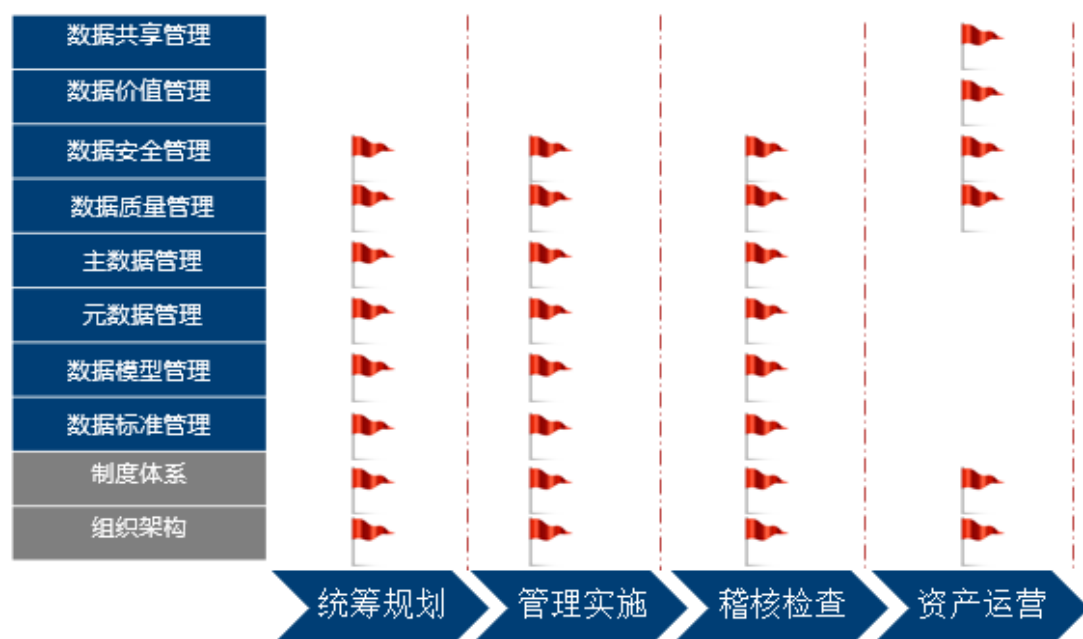 数据共享管理
数据价值管理
数据安全管理
数据质量管理
主数据管理
元数据管理
数据模型管理
数据标准管理
制度体系
组织架构
统筹规划
管理实施
稽核检查
资产运营